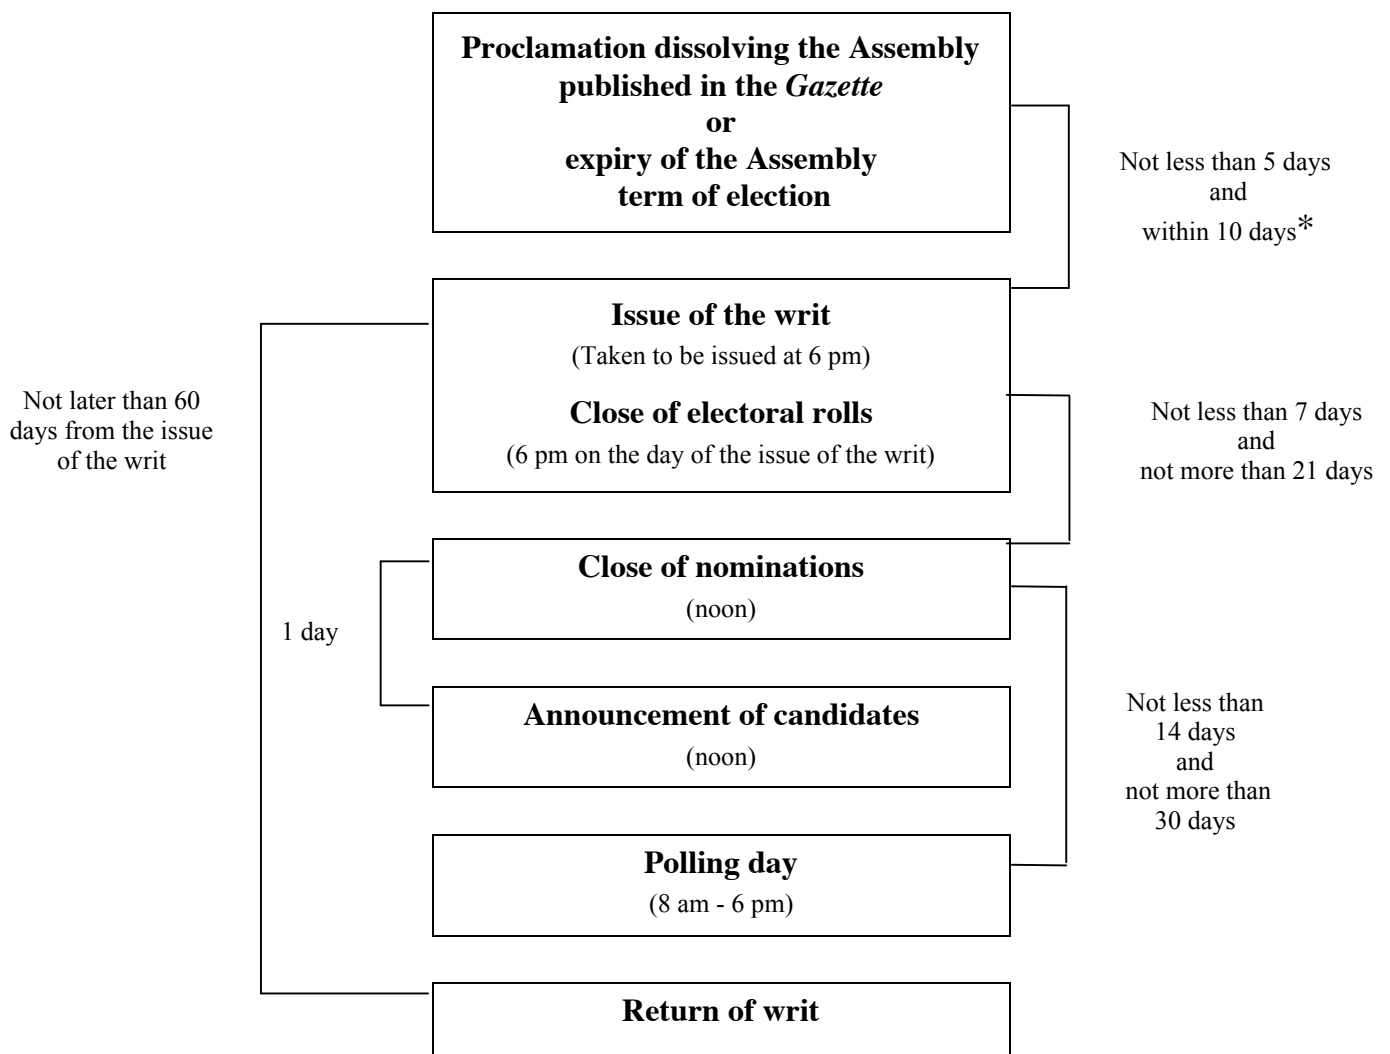 Proclamation dissolving the Assembly
published in the Gazette
or
expiry of the Assembly
term of election
Not less than 5 days
and
within 10 days*
Issue of the writ
(Taken to be issued at 6 pm)
Close of electoral rolls
(6 pm on the day of the issue of the writ)
Not later than 60
days from the issue
of the writ
Not less than 7 days
and
not more than 21 days
Close of nominations
(noon)
1 day
Announcement of candidates
(noon)
Not less than
14 days
and
not more than
30 days
Polling day
(8 am - 6 pm)
Return of writ